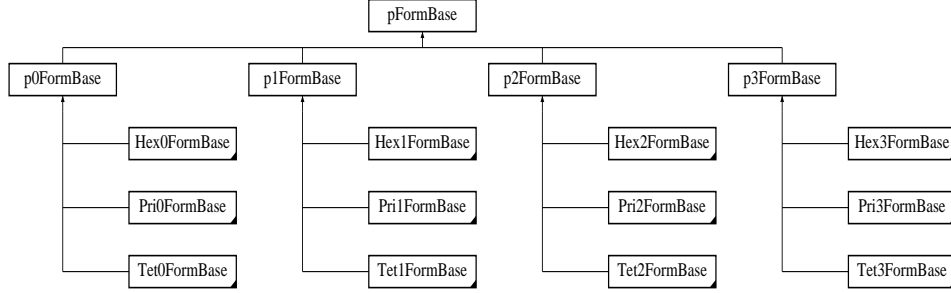 pFormBase
p0FormBase
p1FormBase
p2FormBase
p3FormBase
Hex0FormBase
Hex1FormBase
Hex2FormBase
Hex3FormBase
Pri0FormBase
Pri1FormBase
Pri2FormBase
Pri3FormBase
Tet0FormBase
Tet1FormBase
Tet2FormBase
Tet3FormBase